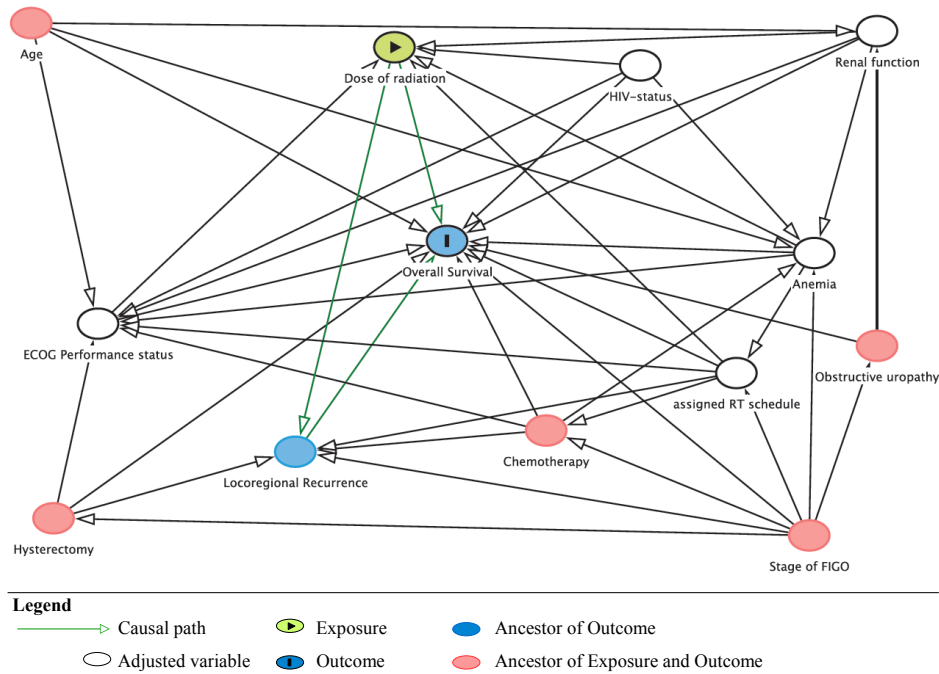 Age
Dose of radiation
Renal function
HIV-status
Overall Survival
Anemia
ECOG Performance status
Obstructive uropathy
assigned RT schedule
Chemotherapy
Locoregional Recurrence
Hysterectomy
Stage of FIGO
Legend
Causal path
Exposure
Ancestor of Outcome
Adjusted variable
Outcome
Ancestor of Exposure and Outcome